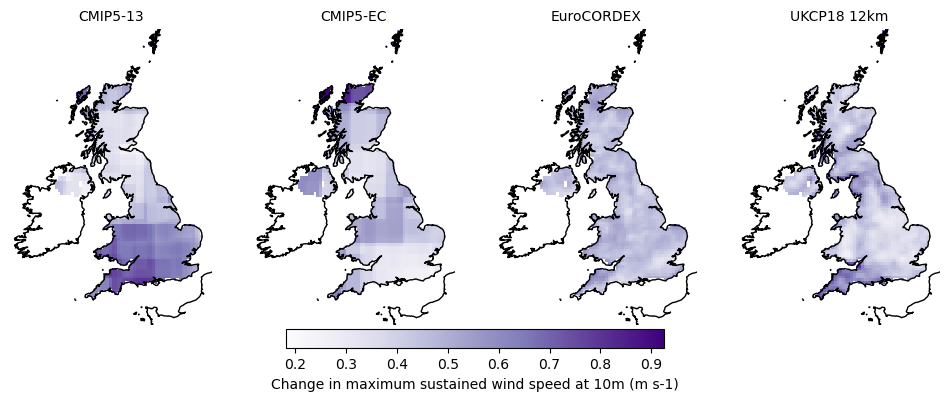 CMIP5-13 CMIP5-EC EuroCORDEX UKCP18 12km
0.2 0.3 0.4 0.5 0.6 0.7 0.8 0.9
Change in maximum sustained wind speed at 10m (m s-1)